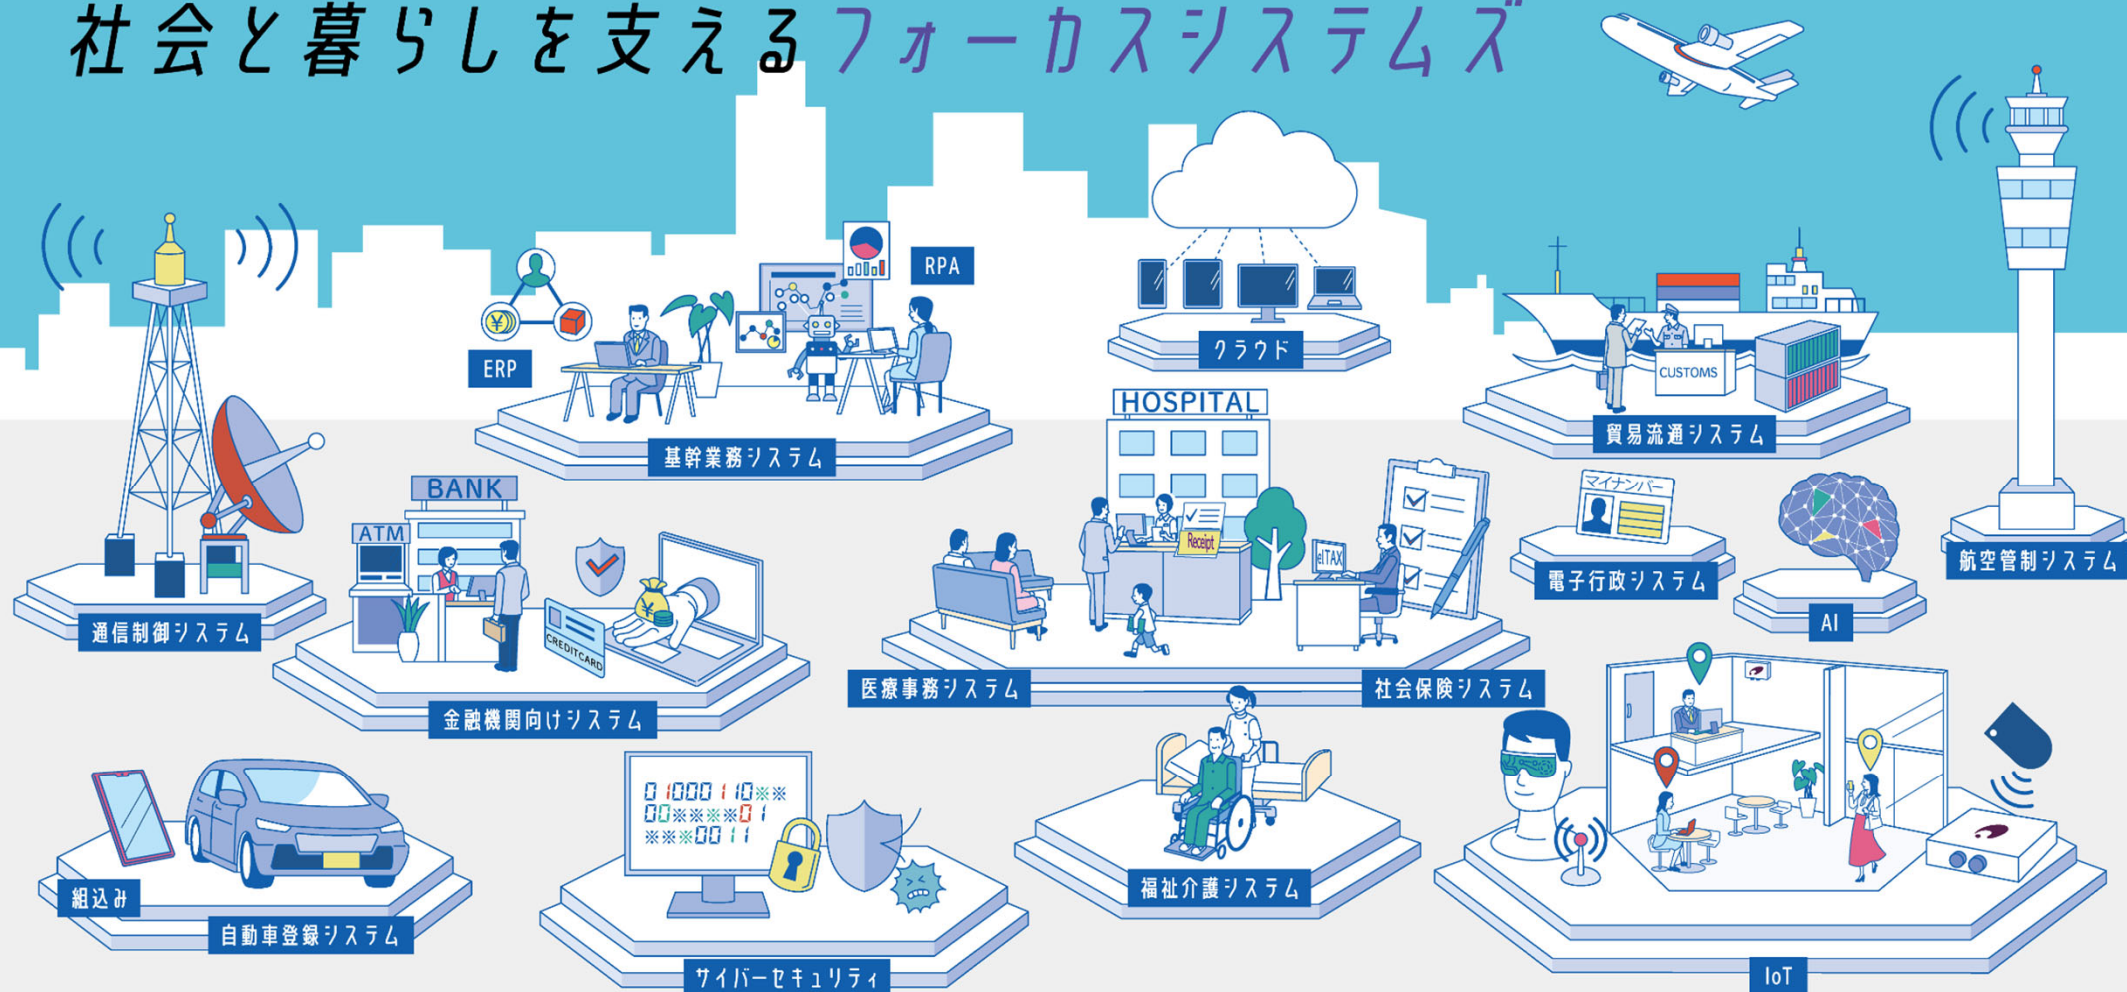 社会と暮らしを支えるフォーカスシステムズ
RPA
ERP
基幹業務システム
クラウド
CUSTOMS
貿易流通システム
航空管制システム
通信制御システム
BANK
ATM
CREDITCARD
金融機関向けシステム
HOSPITAL
Receipt
elTAX
医療事務システム
社会保険システム
マイナンバー
電子行政システム
AI
組込み
自動車登録システム
01000110※※
00※※※※01
※※※0011
サイバーセキュリティ
福祉介護システム
IoT